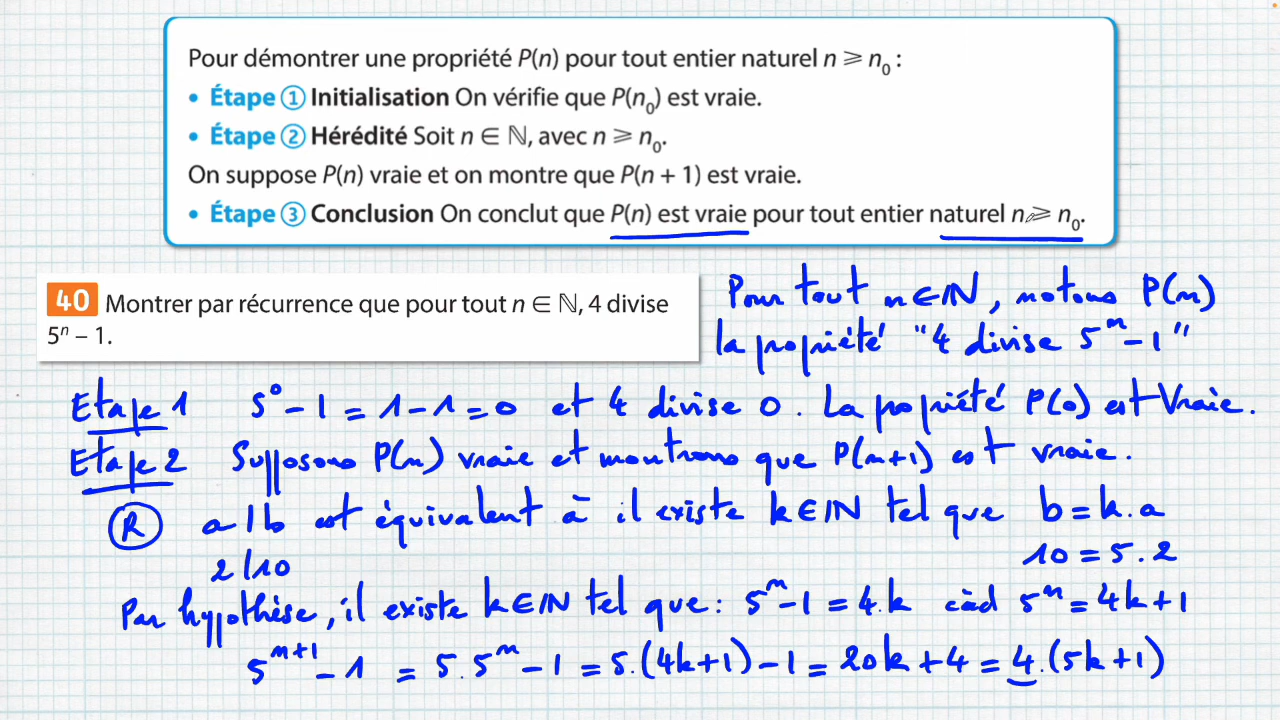 Pour démontrer une propriété P(n) pour tout entier naturel n ⩾ n₀ :
• Étape ① Initialisation On vérifie que P(n₀) est vraie.
• Étape ② Hérédité Soit n ∈ ℕ, avec n ⩾ n₀.
On suppose P(n) vraie et on montre que P(n + 1) est vraie.
• Étape ③ Conclusion On conclut que P(n) est vraie pour tout entier naturel n ⩾ n₀.
40 Montrer par récurrence que pour tout n ∈ ℕ, 4 divise
5ⁿ – 1.
Pour tout n ∈ ℕ, notons P(n)
la propriété "4 divise 5ⁿ – 1"
Etape 1 5⁰ – 1 = 1 – 1 = 0 et 4 divise 0. La propriété P(0) est Vraie.
Etape 2 Supposons P(n) vraie et montrons que P(n+1) est vraie.
(R) a | b est équivalent à il existe k ∈ ℕ tel que b = k.a
2 | 10 10 = 5.2
Par hypothèse, il existe k ∈ ℕ tel que : 5ⁿ – 1 = 4.k càd 5ⁿ = 4k + 1
5ⁿ⁺¹ – 1 = 5.5ⁿ – 1 = 5.(4k+1) – 1 = 20k + 4 = 4.(5k+1)